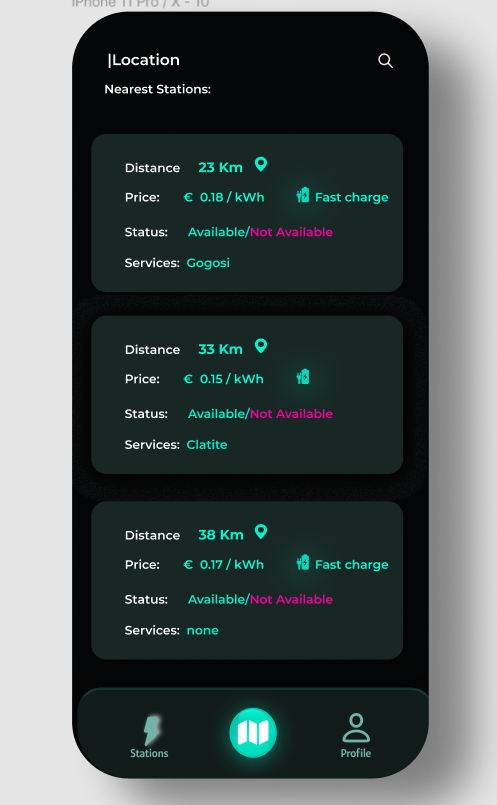 iPhone 11 Pro / X - 10
|Location
Nearest Stations:
Distance 23 Km
Price: € 0.18 / kWh Fast charge
Status: Available/Not Available
Services: Gogosi
Distance 33 Km
Price: € 0.15 / kWh
Status: Available/Not Available
Services: Clatite
Distance 38 Km
Price: € 0.17 / kWh Fast charge
Status: Available/Not Available
Services: none
Stations
Profile